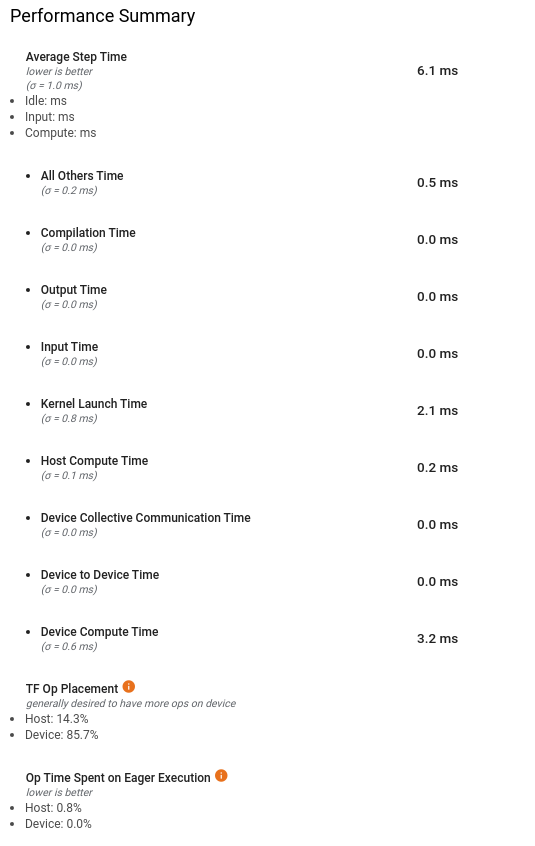 Performance Summary
Average Step Time
lower is better
(σ = 1.0 ms)
6.1 ms
• Idle: ms
• Input: ms
• Compute: ms
• All Others Time
(σ = 0.2 ms)
0.5 ms
• Compilation Time
(σ = 0.0 ms)
0.0 ms
• Output Time
(σ = 0.0 ms)
0.0 ms
• Input Time
(σ = 0.0 ms)
0.0 ms
• Kernel Launch Time
(σ = 0.8 ms)
2.1 ms
• Host Compute Time
(σ = 0.1 ms)
0.2 ms
• Device Collective Communication Time
(σ = 0.0 ms)
0.0 ms
• Device to Device Time
(σ = 0.0 ms)
0.0 ms
• Device Compute Time
(σ = 0.6 ms)
3.2 ms
TF Op Placement
generally desired to have more ops on device
• Host: 14.3%
• Device: 85.7%
Op Time Spent on Eager Execution
lower is better
• Host: 0.8%
• Device: 0.0%